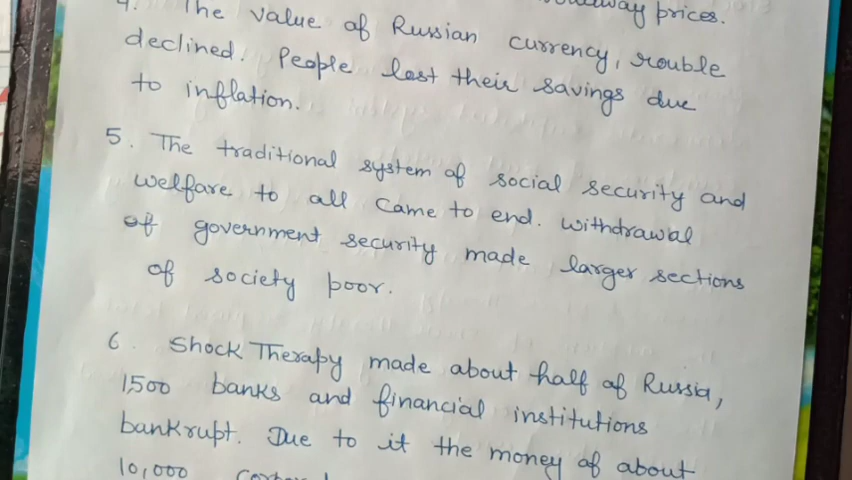 prices.
4. The value of Russian currency, rouble
declined. People lost their savings due
to inflation.
5. The traditional system of social security and
welfare to all came to end. Withdrawal
of government security made larger sections
of society poor.
6. Shock Therapy made about half of Russia,
1,500 banks and financial institutions
bankrupt. Due to it the money of about
10,000